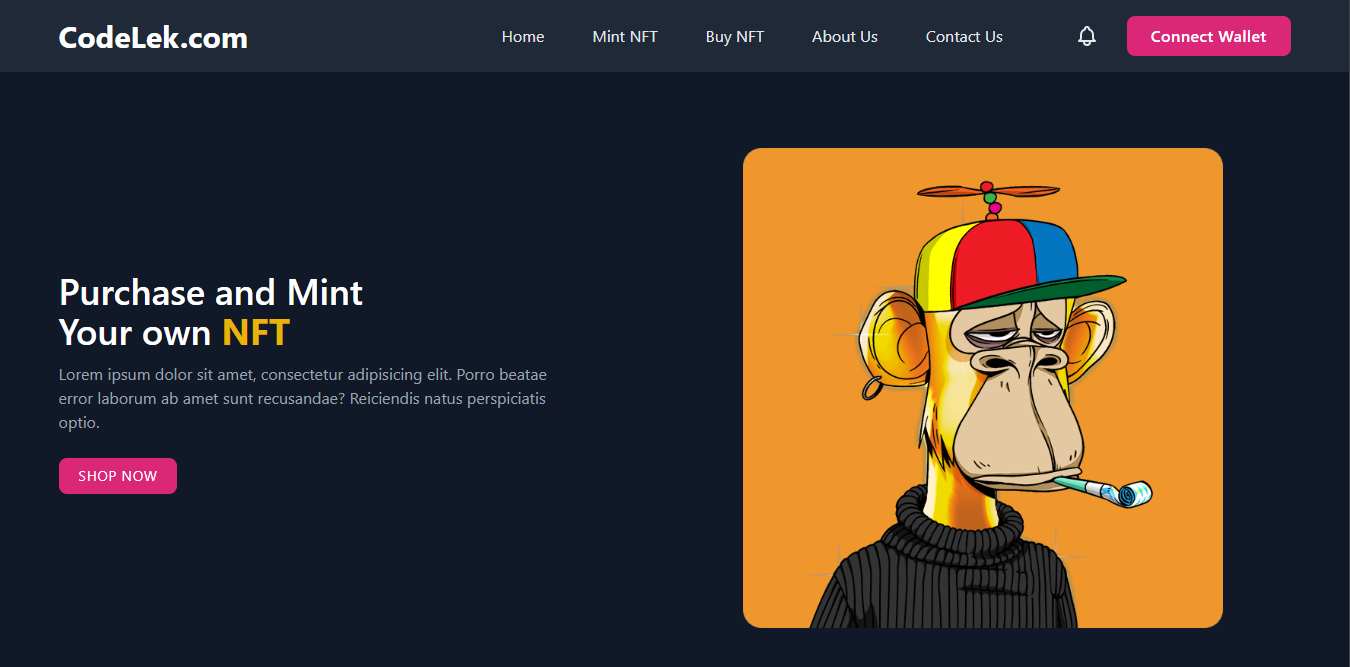 CodeLek.com
Home
Mint NFT
Buy NFT
About Us
Contact Us
Connect Wallet
Purchase and Mint
Your own NFT
Lorem ipsum dolor sit amet, consectetur adipisicing elit. Porro beatae
error laborum ab amet sunt recusandae? Reiciendis natus perspiciatis
optio.
SHOP NOW